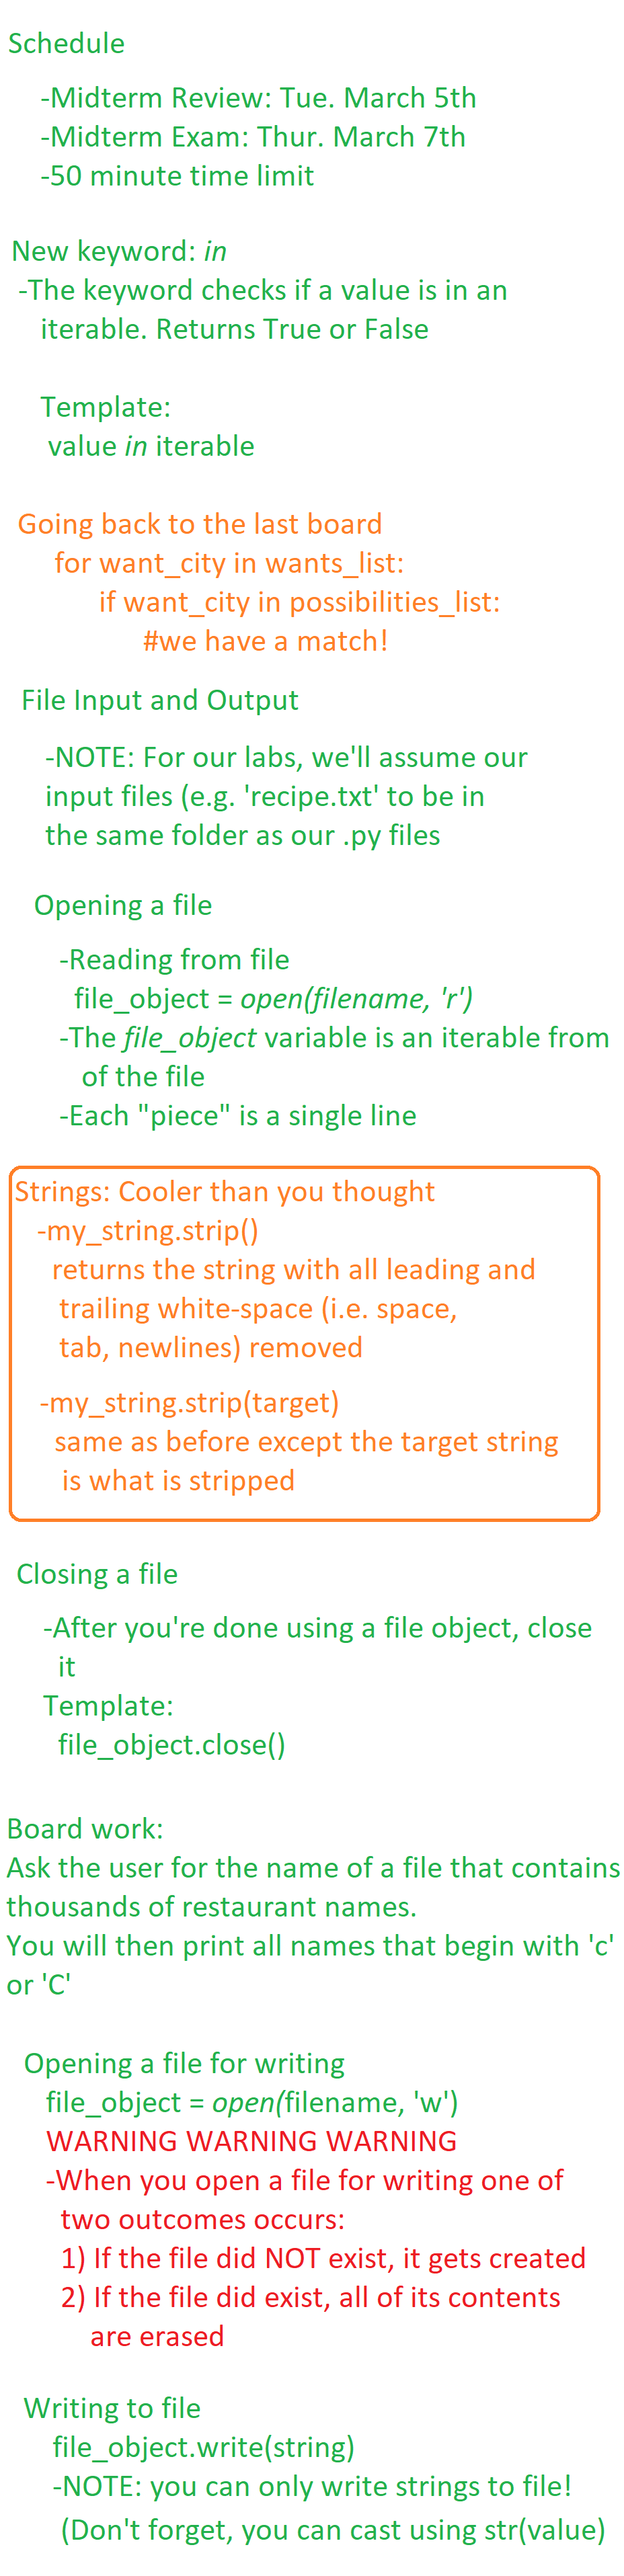 Schedule
-Midterm Review: Tue. March 5th
-Midterm Exam: Thur. March 7th
-50 minute time limit
New keyword: in
-The keyword checks if a value is in an
iterable. Returns True or False
Template:
value in iterable
Going back to the last board
for want_city in wants_list:
if want_city in possibilities_list:
#we have a match!
File Input and Output
-NOTE: For our labs, we'll assume our
input files (e.g. 'recipe.txt' to be in
the same folder as our .py files
Opening a file
-Reading from file
file_object = open(filename, 'r')
-The file_object variable is an iterable from
of the file
-Each "piece" is a single line
Strings: Cooler than you thought
-my_string.strip()
returns the string with all leading and
trailing white-space (i.e. space,
tab, newlines) removed
-my_string.strip(target)
same as before except the target string
is what is stripped
Closing a file
-After you're done using a file object, close
it
Template:
file_object.close()
Board work:
Ask the user for the name of a file that contains
thousands of restaurant names.
You will then print all names that begin with 'c'
or 'C'
Opening a file for writing
file_object = open(filename, 'w')
WARNING WARNING WARNING
-When you open a file for writing one of
two outcomes occurs:
1) If the file did NOT exist, it gets created
2) If the file did exist, all of its contents
are erased
Writing to file
file_object.write(string)
-NOTE: you can only write strings to file!
(Don't forget, you can cast using str(value)